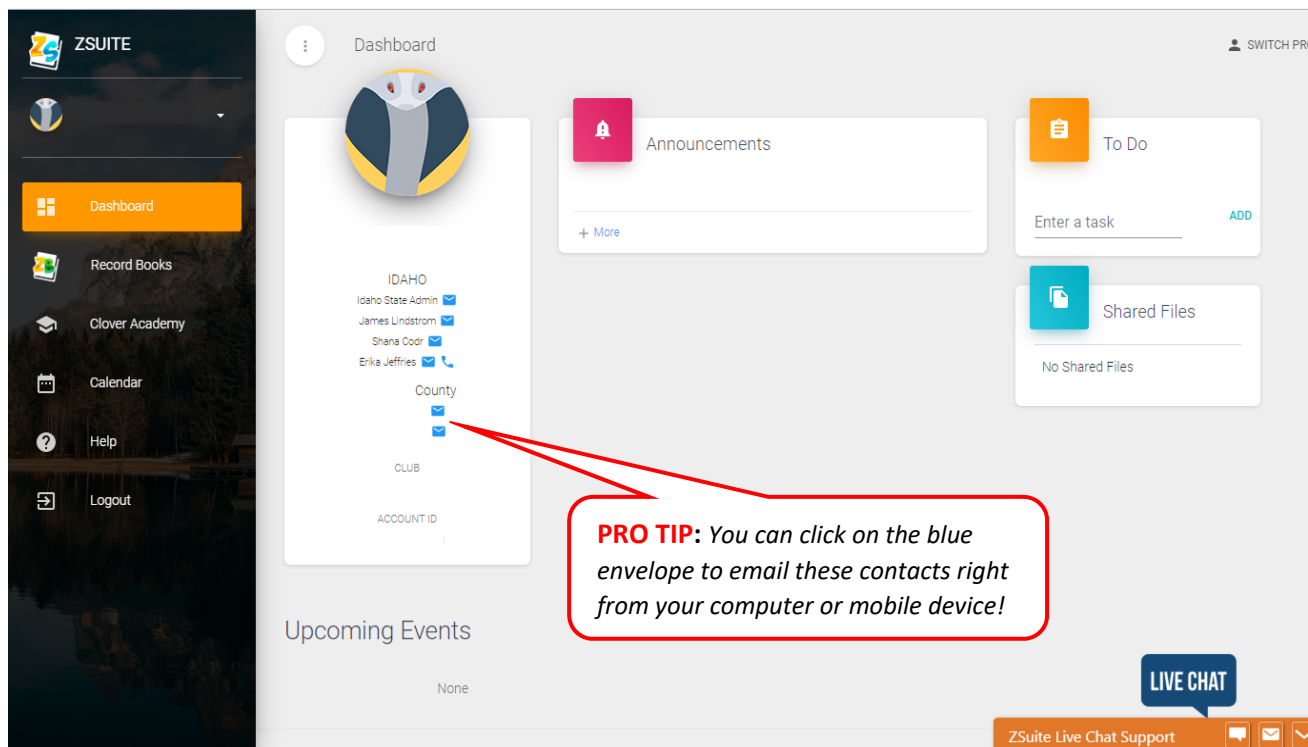 ZSUITE
Dashboard
Record Books
Clover Academy
Calendar
Help
Logout
Dashboard
SWITCH PRO
IDAHO
Idaho State Admin
James Lindstrom
Shana Codr
Erika Jeffries
County
CLUB
ACCOUNT ID
Announcements
+ More
To Do
Enter a task
ADD
Shared Files
No Shared Files
PRO TIP: You can click on the blue
envelope to email these contacts right
from your computer or mobile device!
Upcoming Events
None
LIVE CHAT
ZSuite Live Chat Support